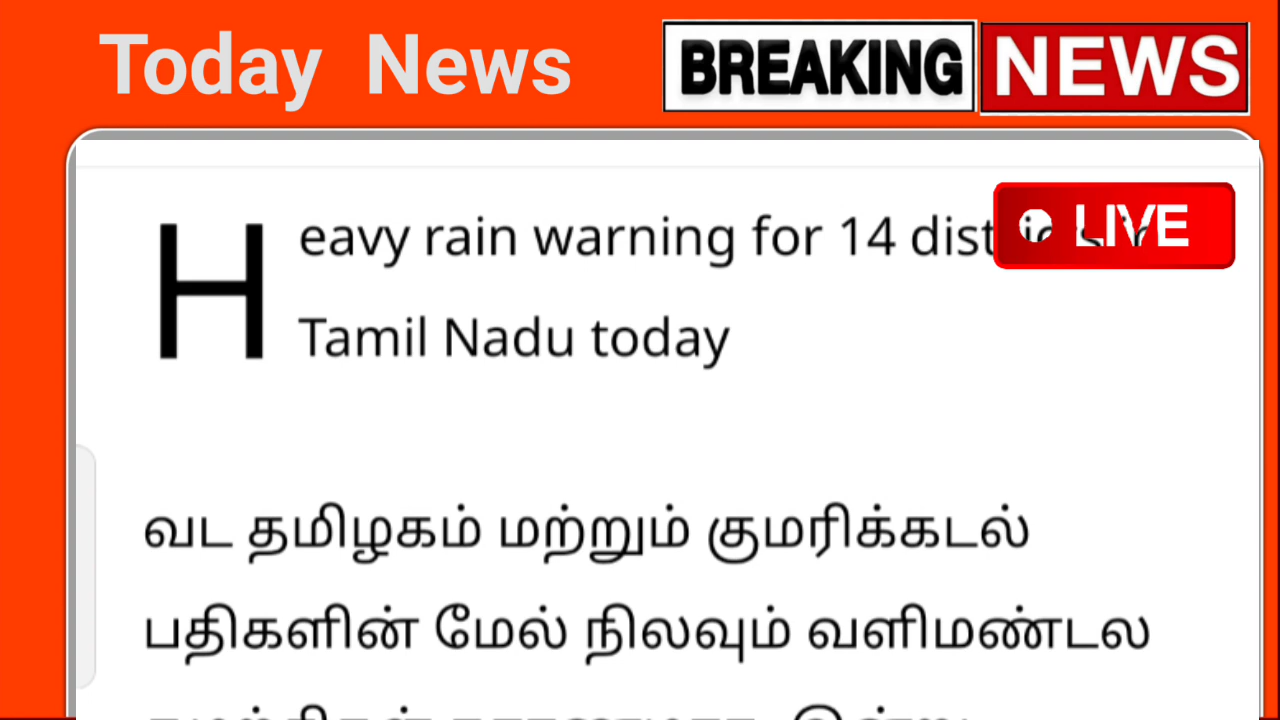 Today News
BREAKING NEWS
LIVE
Heavy rain warning for 14
Tamil Nadu today
வட தமிழகம் மற்றும் குமரிக்கடல்
பதிகளின் மேல் நிலவும் வளிமண்டல